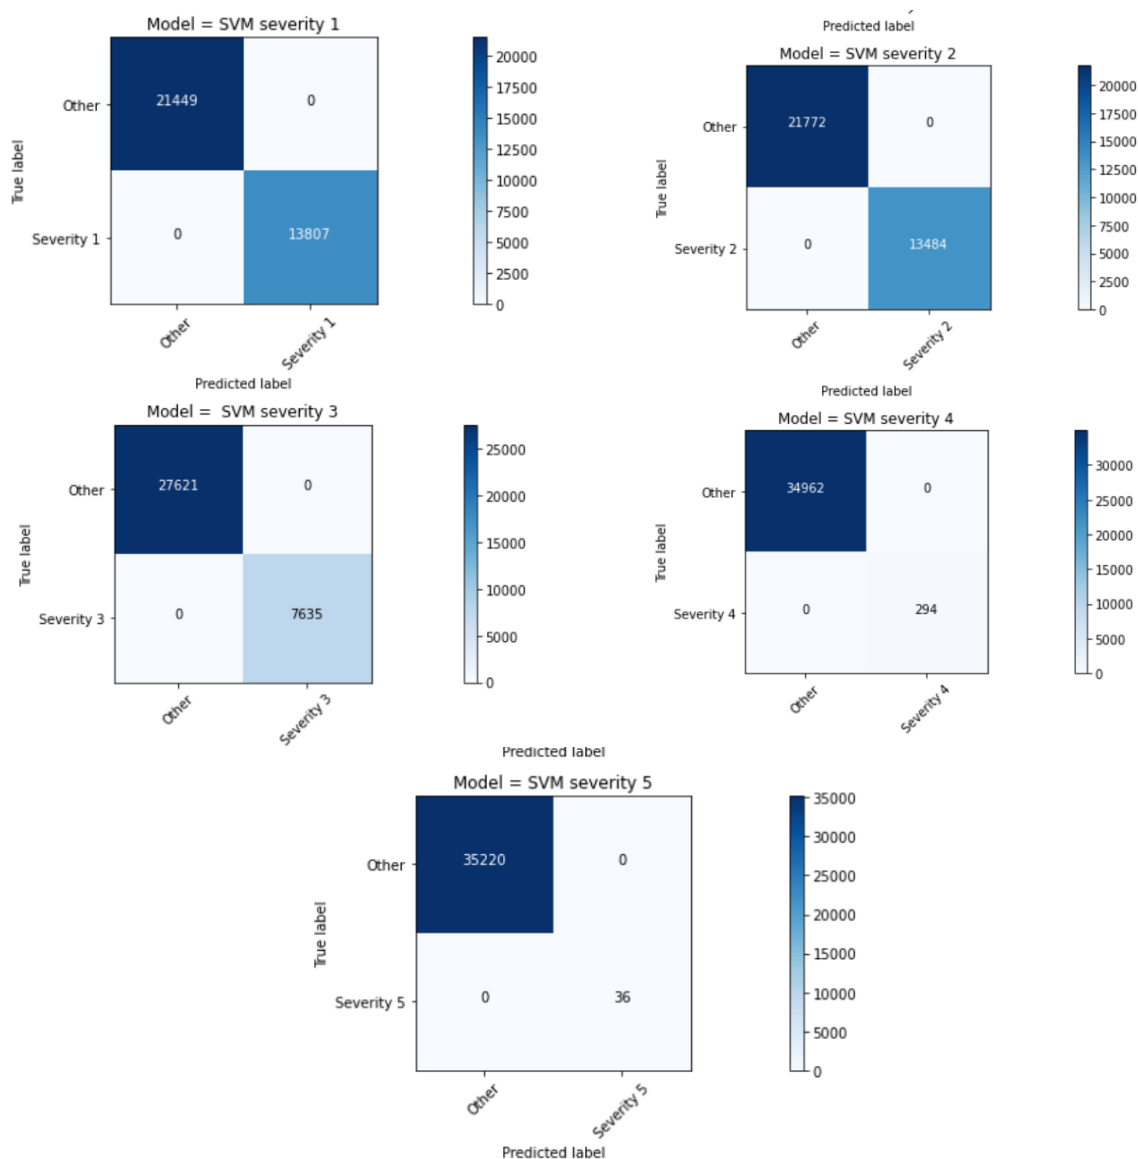 Model = SVM severity 1
True label
Other
Severity 1
21449 0
0 13807
Other
Severity 1
Predicted label
20000
17500
15000
12500
10000
7500
5000
2500
0
Predicted label
Model = SVM severity 2
True label
Other
Severity 2
21772 0
0 13484
Other
Severity 2
Predicted label
20000
17500
15000
12500
10000
7500
5000
2500
0
Model =  SVM severity 3
True label
Other
Severity 3
27621 0
0 7635
Other
Severity 3
25000
20000
15000
10000
5000
0
Model = SVM severity 4
True label
Other
Severity 4
34962 0
0 294
Other
Severity 4
30000
25000
20000
15000
10000
5000
0
Predicted label
Model = SVM severity 5
True label
Other
Severity 5
35220 0
0 36
Other
Severity 5
Predicted label
35000
30000
25000
20000
15000
10000
5000
0